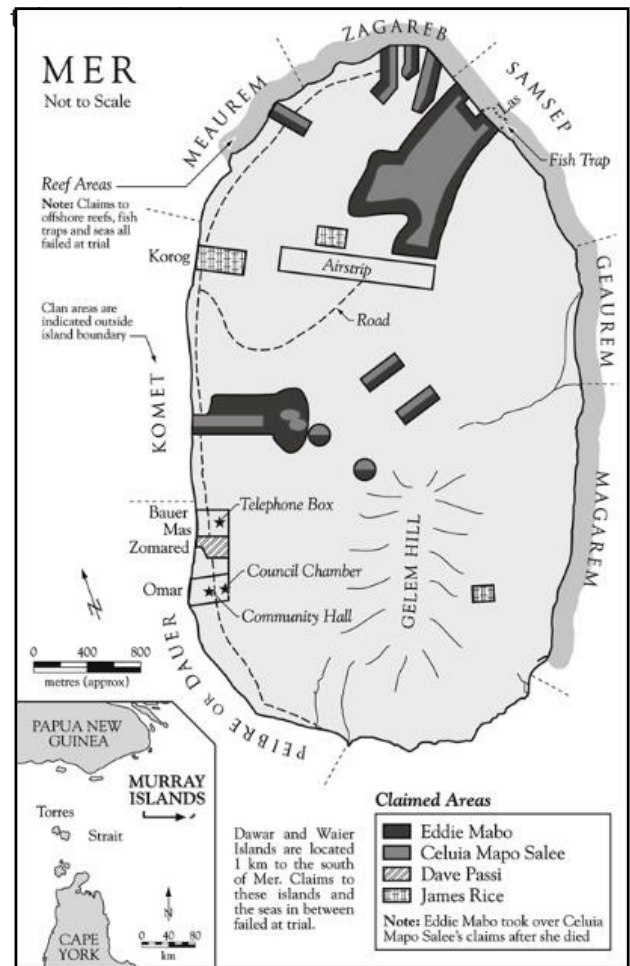 MER
Not to Scale
ZAGAREB
SAMSEP
Las
Fish Trap
MEAUREM
Reef Areas
Note: Claims to
offshore reefs, fish
traps and seas all
failed at trial
Korog
Airstrip
GEAUREM
Clan areas are
indicated outside
island boundary
Road
KOMET
MAGAREM
Bauer
Mas
Zomared
Telephone Box
GELEM HILL
Omar
Council Chamber
Community Hall
N
PEIBRE OR DAUER
0 400 800
metres (approx)
PAPUA NEW
GUINEA
MURRAY
ISLANDS
Torres
Strait
N
0 40 80
km
CAPE
YORK
Dawar and Waier
Islands are located
1 km to the south
of Mer. Claims to
these islands and
the seas in between
failed at trial.
Claimed Areas
Eddie Mabo
Celuia Mapo Salee
Dave Passi
James Rice
Note: Eddie Mabo took over Celuia
Mapo Salee's claims after she died